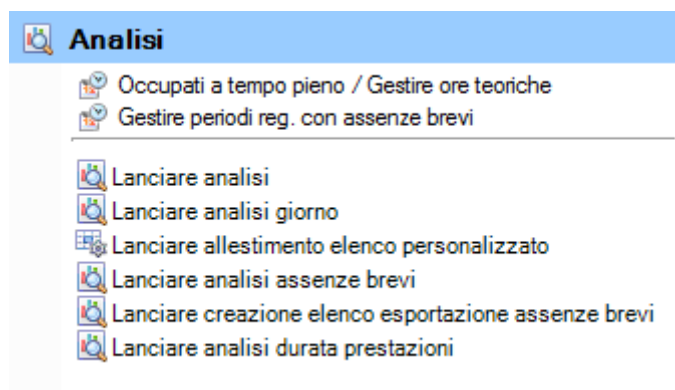 Analisi
Occupati a tempo pieno / Gestire ore teoriche
Gestire periodi reg. con assenze brevi
Lanciare analisi
Lanciare analisi giorno
Lanciare allestimento elenco personalizzato
Lanciare analisi assenze brevi
Lanciare creazione elenco esportazione assenze brevi
Lanciare analisi durata prestazioni